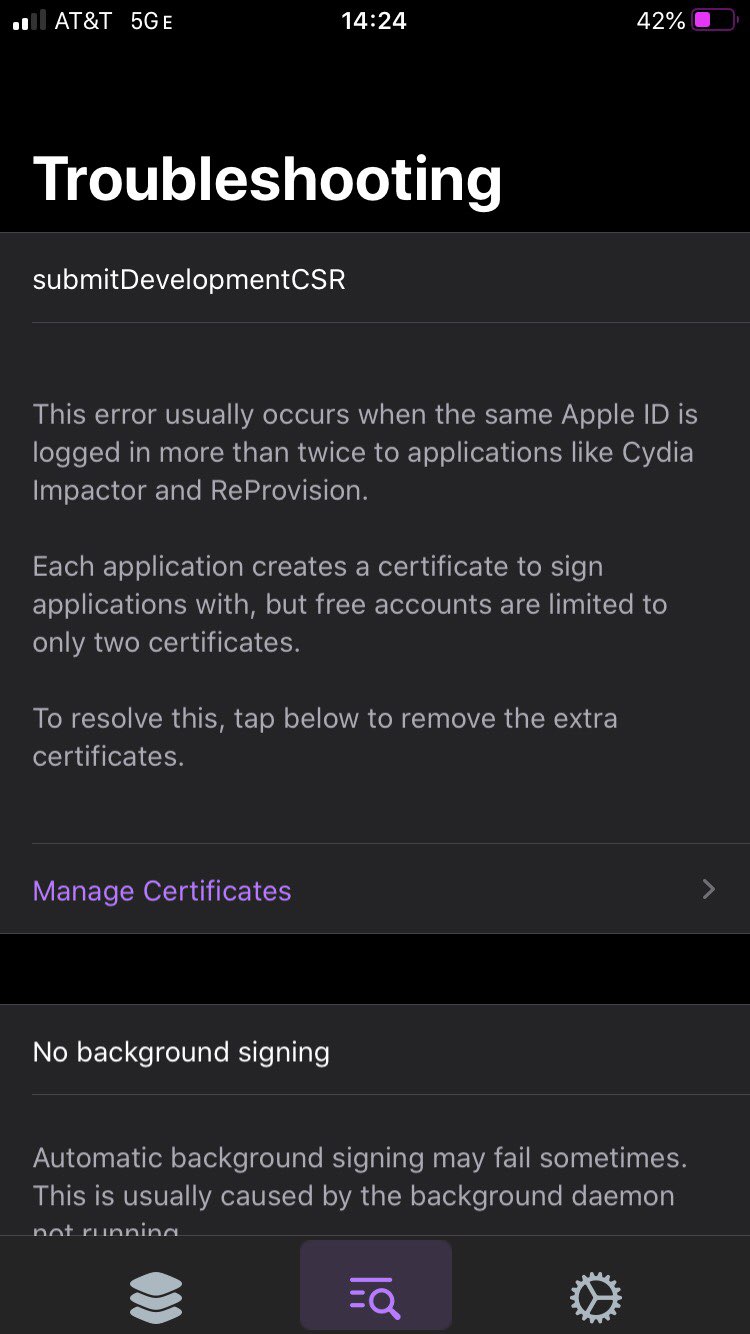 AT&T 5GE 14:24 42%
Troubleshooting
submitDevelopmentCSR
This error usually occurs when the same Apple ID is
logged in more than twice to applications like Cydia
Impactor and ReProvision.
Each application creates a certificate to sign
applications with, but free accounts are limited to
only two certificates.
To resolve this, tap below to remove the extra
certificates.
Manage Certificates
No background signing
Automatic background signing may fail sometimes.
This is usually caused by the background daemon
not running